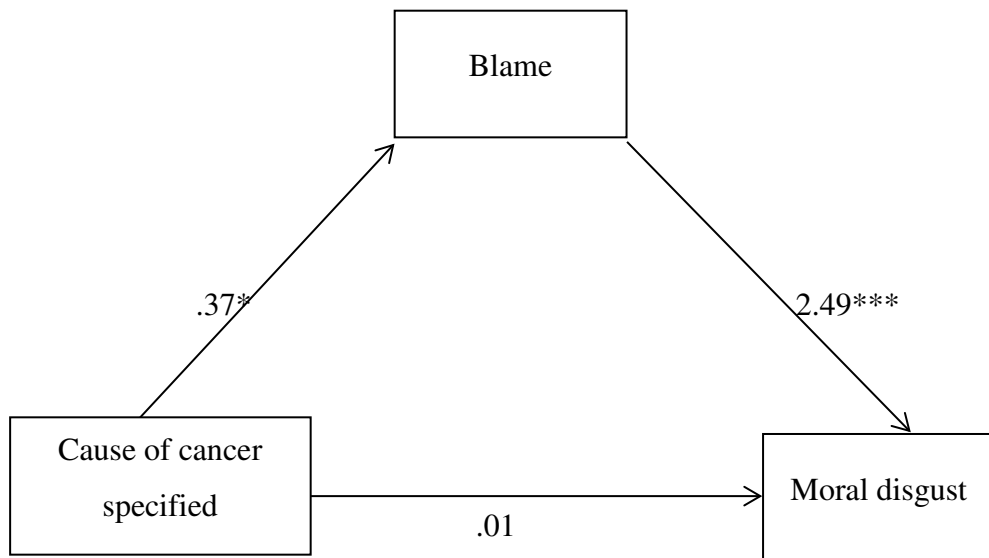 Blame
.37*
2.49***
Cause of cancer
specified
Moral disgust
.01